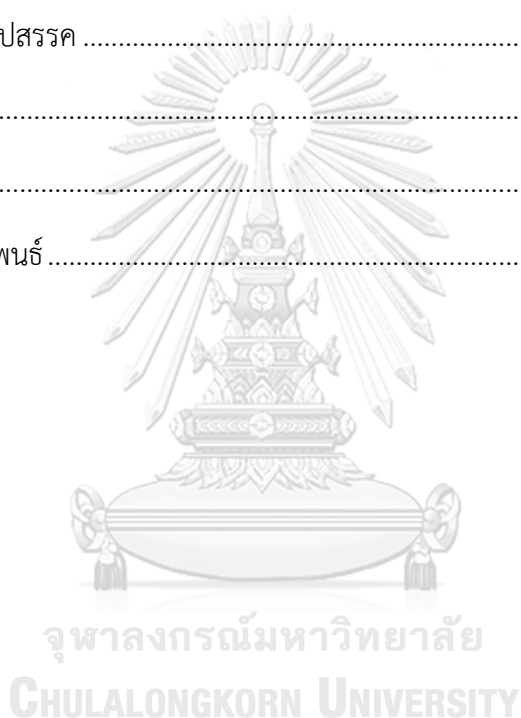 ปสรรค ........................................................................................
........................................................................................
........................................................................................
พนธ์ ........................................................................................
จุฬาลงกรณ์มหาวิทยาลัย
CHULALONGKORN UNIVERSITY